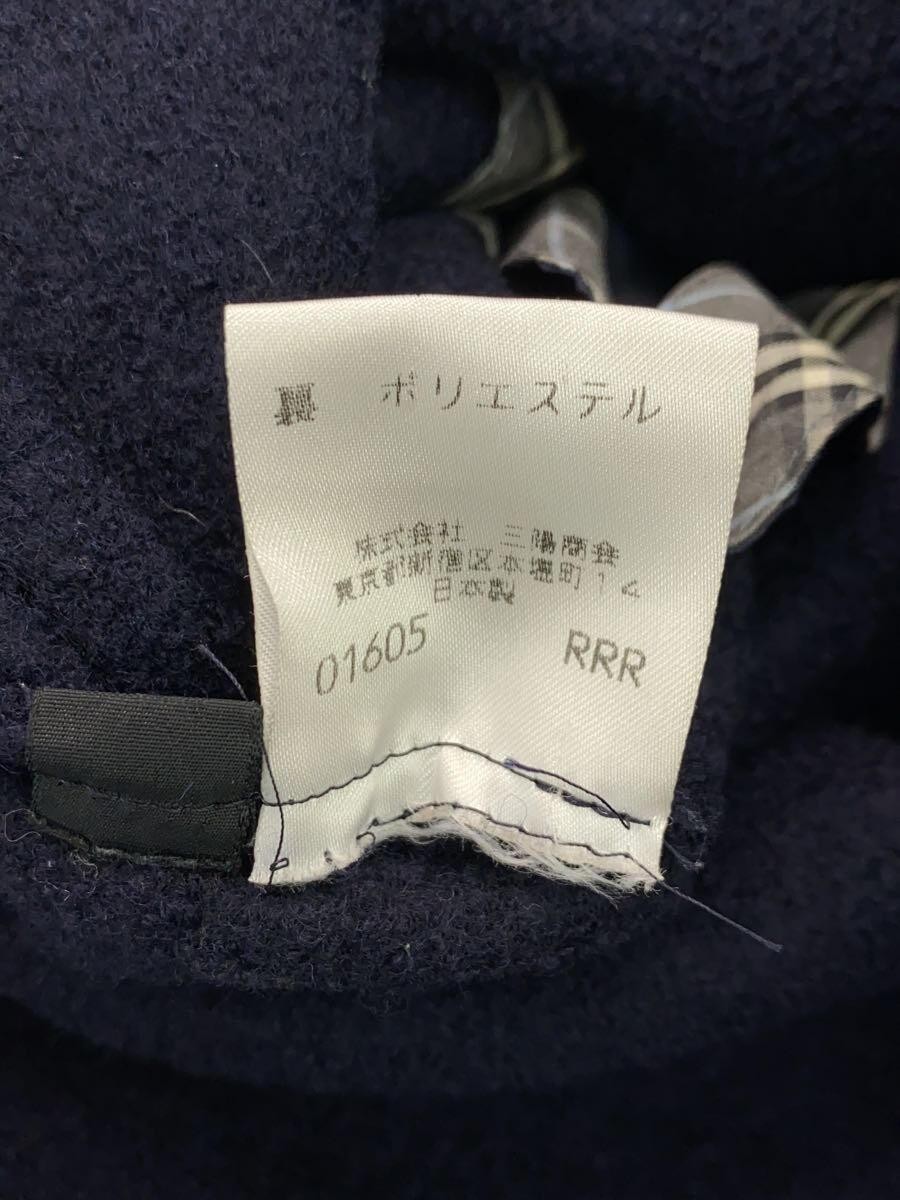 裏 ポリエステル
株式会社 三陽商会
東京都新宿区本塩町14
日本製
01605 RRR